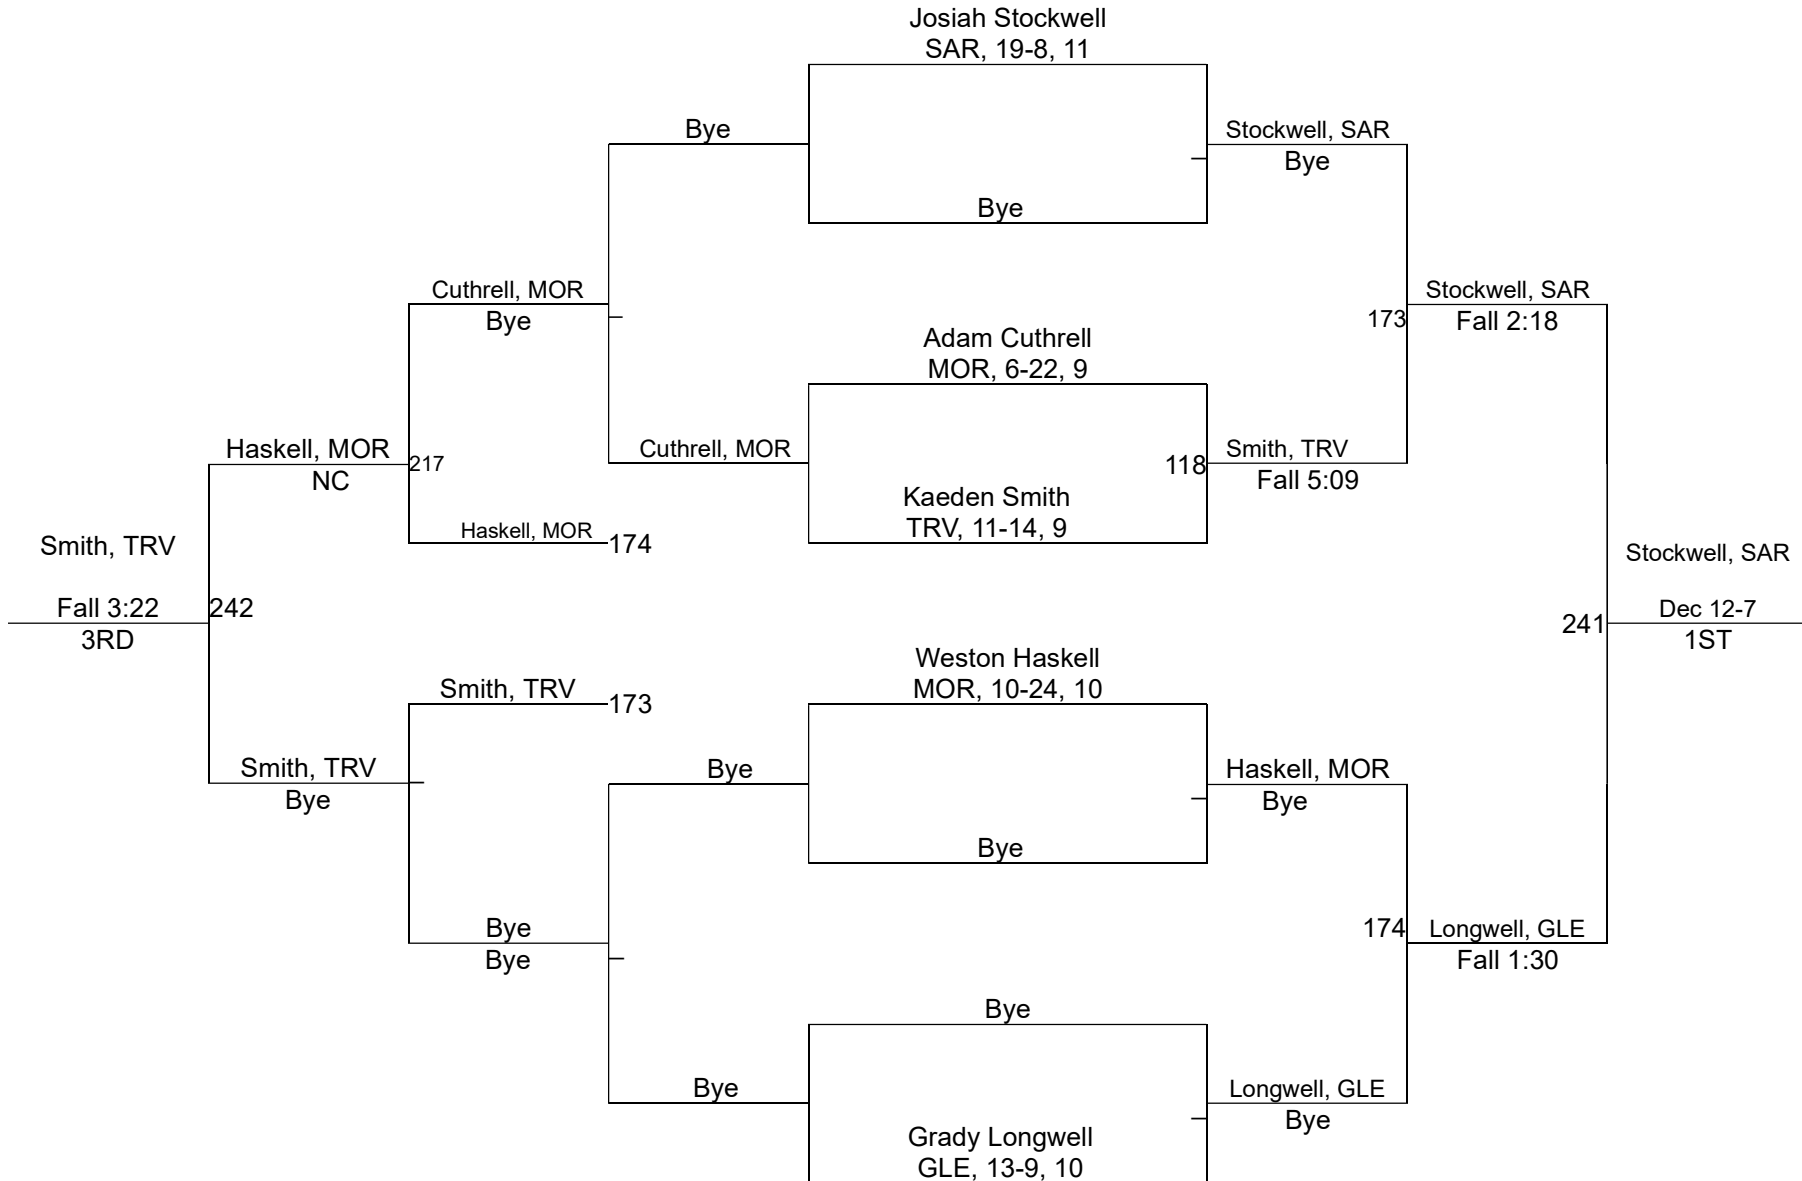 Josiah Stockwell
SAR, 19-8, 11
Bye
Stockwell, SAR
Bye
Bye
Cuthrell, MOR
Bye
Stockwell, SAR
173
Fall 2:18
Adam Cuthrell
MOR, 6-22, 9
Haskell, MOR
217
NC
Cuthrell, MOR
118
Smith, TRV
Fall 5:09
Kaeden Smith
TRV, 11-14, 9
Haskell, MOR
174
Smith, TRV
Stockwell, SAR
Fall 3:22
242
3RD
241
Dec 12-7
1ST
Weston Haskell
MOR, 10-24, 10
Smith, TRV
173
Smith, TRV
Bye
Bye
Haskell, MOR
Bye
Bye
Bye
Bye
174
Longwell, GLE
Fall 1:30
Bye
Bye
Longwell, GLE
Bye
Grady Longwell
GLE, 13-9, 10